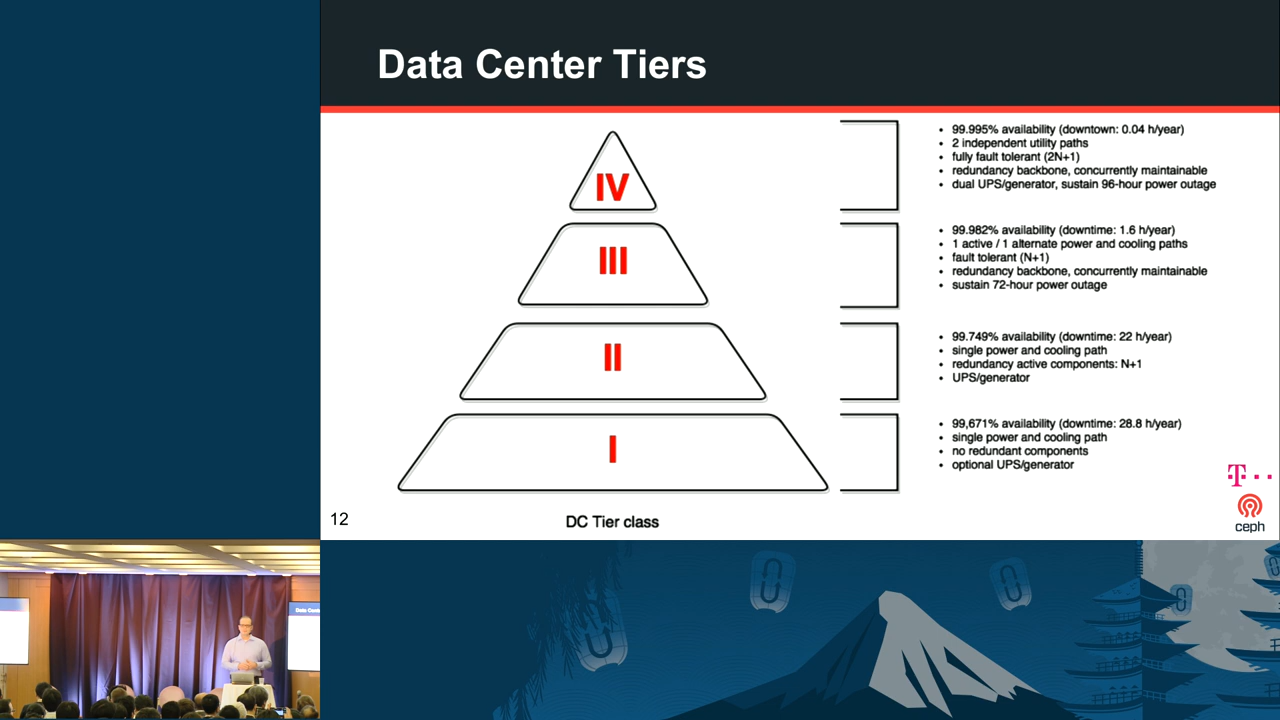 Data Center Tiers
IV
• 99.995% availability (downtown: 0.04 h/year)
• 2 independent utility paths
• fully fault tolerant (2N+1)
• redundancy backbone, concurrently maintainable
• dual UPS/generator, sustain 96-hour power outage
III
• 99.982% availability (downtime: 1.6 h/year)
• 1 active / 1 alternate power and cooling paths
• fault tolerant (N+1)
• redundancy backbone, concurrently maintainable
• sustain 72-hour power outage
II
• 99.749% availability (downtime: 22 h/year)
• single power and cooling path
• redundancy active components: N+1
• UPS/generator
I
• 99,671% availability (downtime: 28.8 h/year)
• single power and cooling path
• no redundant components
• optional UPS/generator
T
ceph
12
DC Tier class